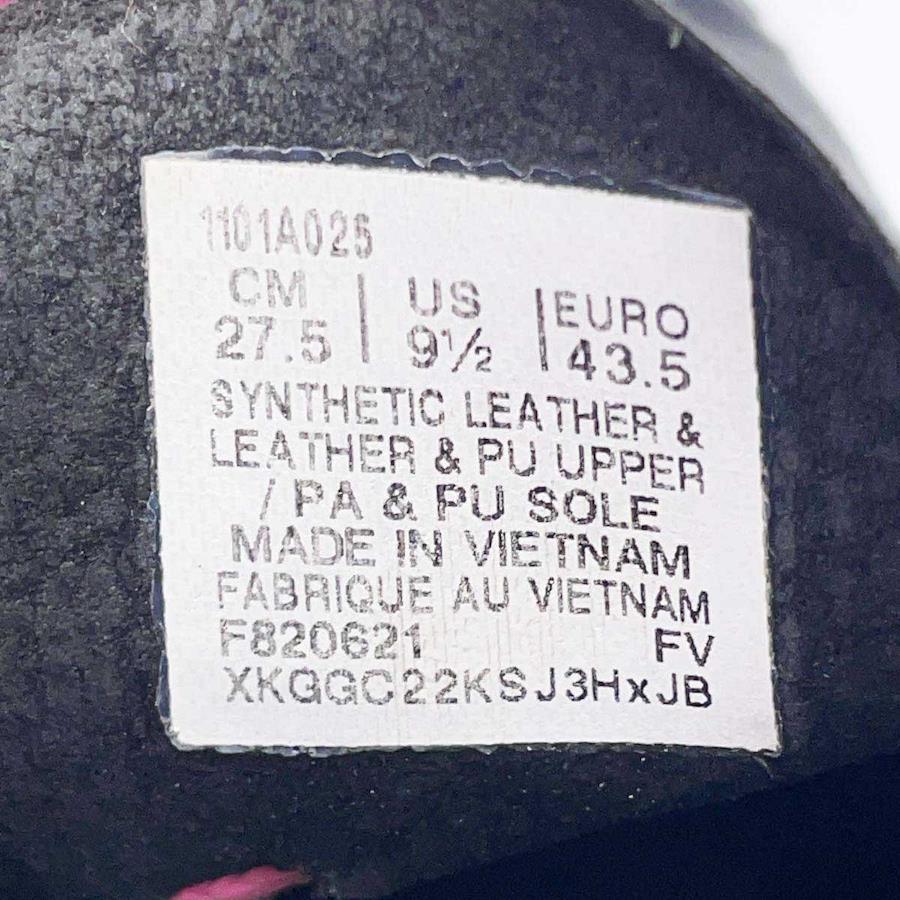 1101A026
CM | US | EURO
27.5 | 9½ | 43.5
SYNTHETIC LEATHER &
LEATHER & PU UPPER
/ PA & PU SOLE
MADE IN VIETNAM
FABRIQUE AU VIETNAM
F820621 FV
XKGGC22KSJ3HxJB